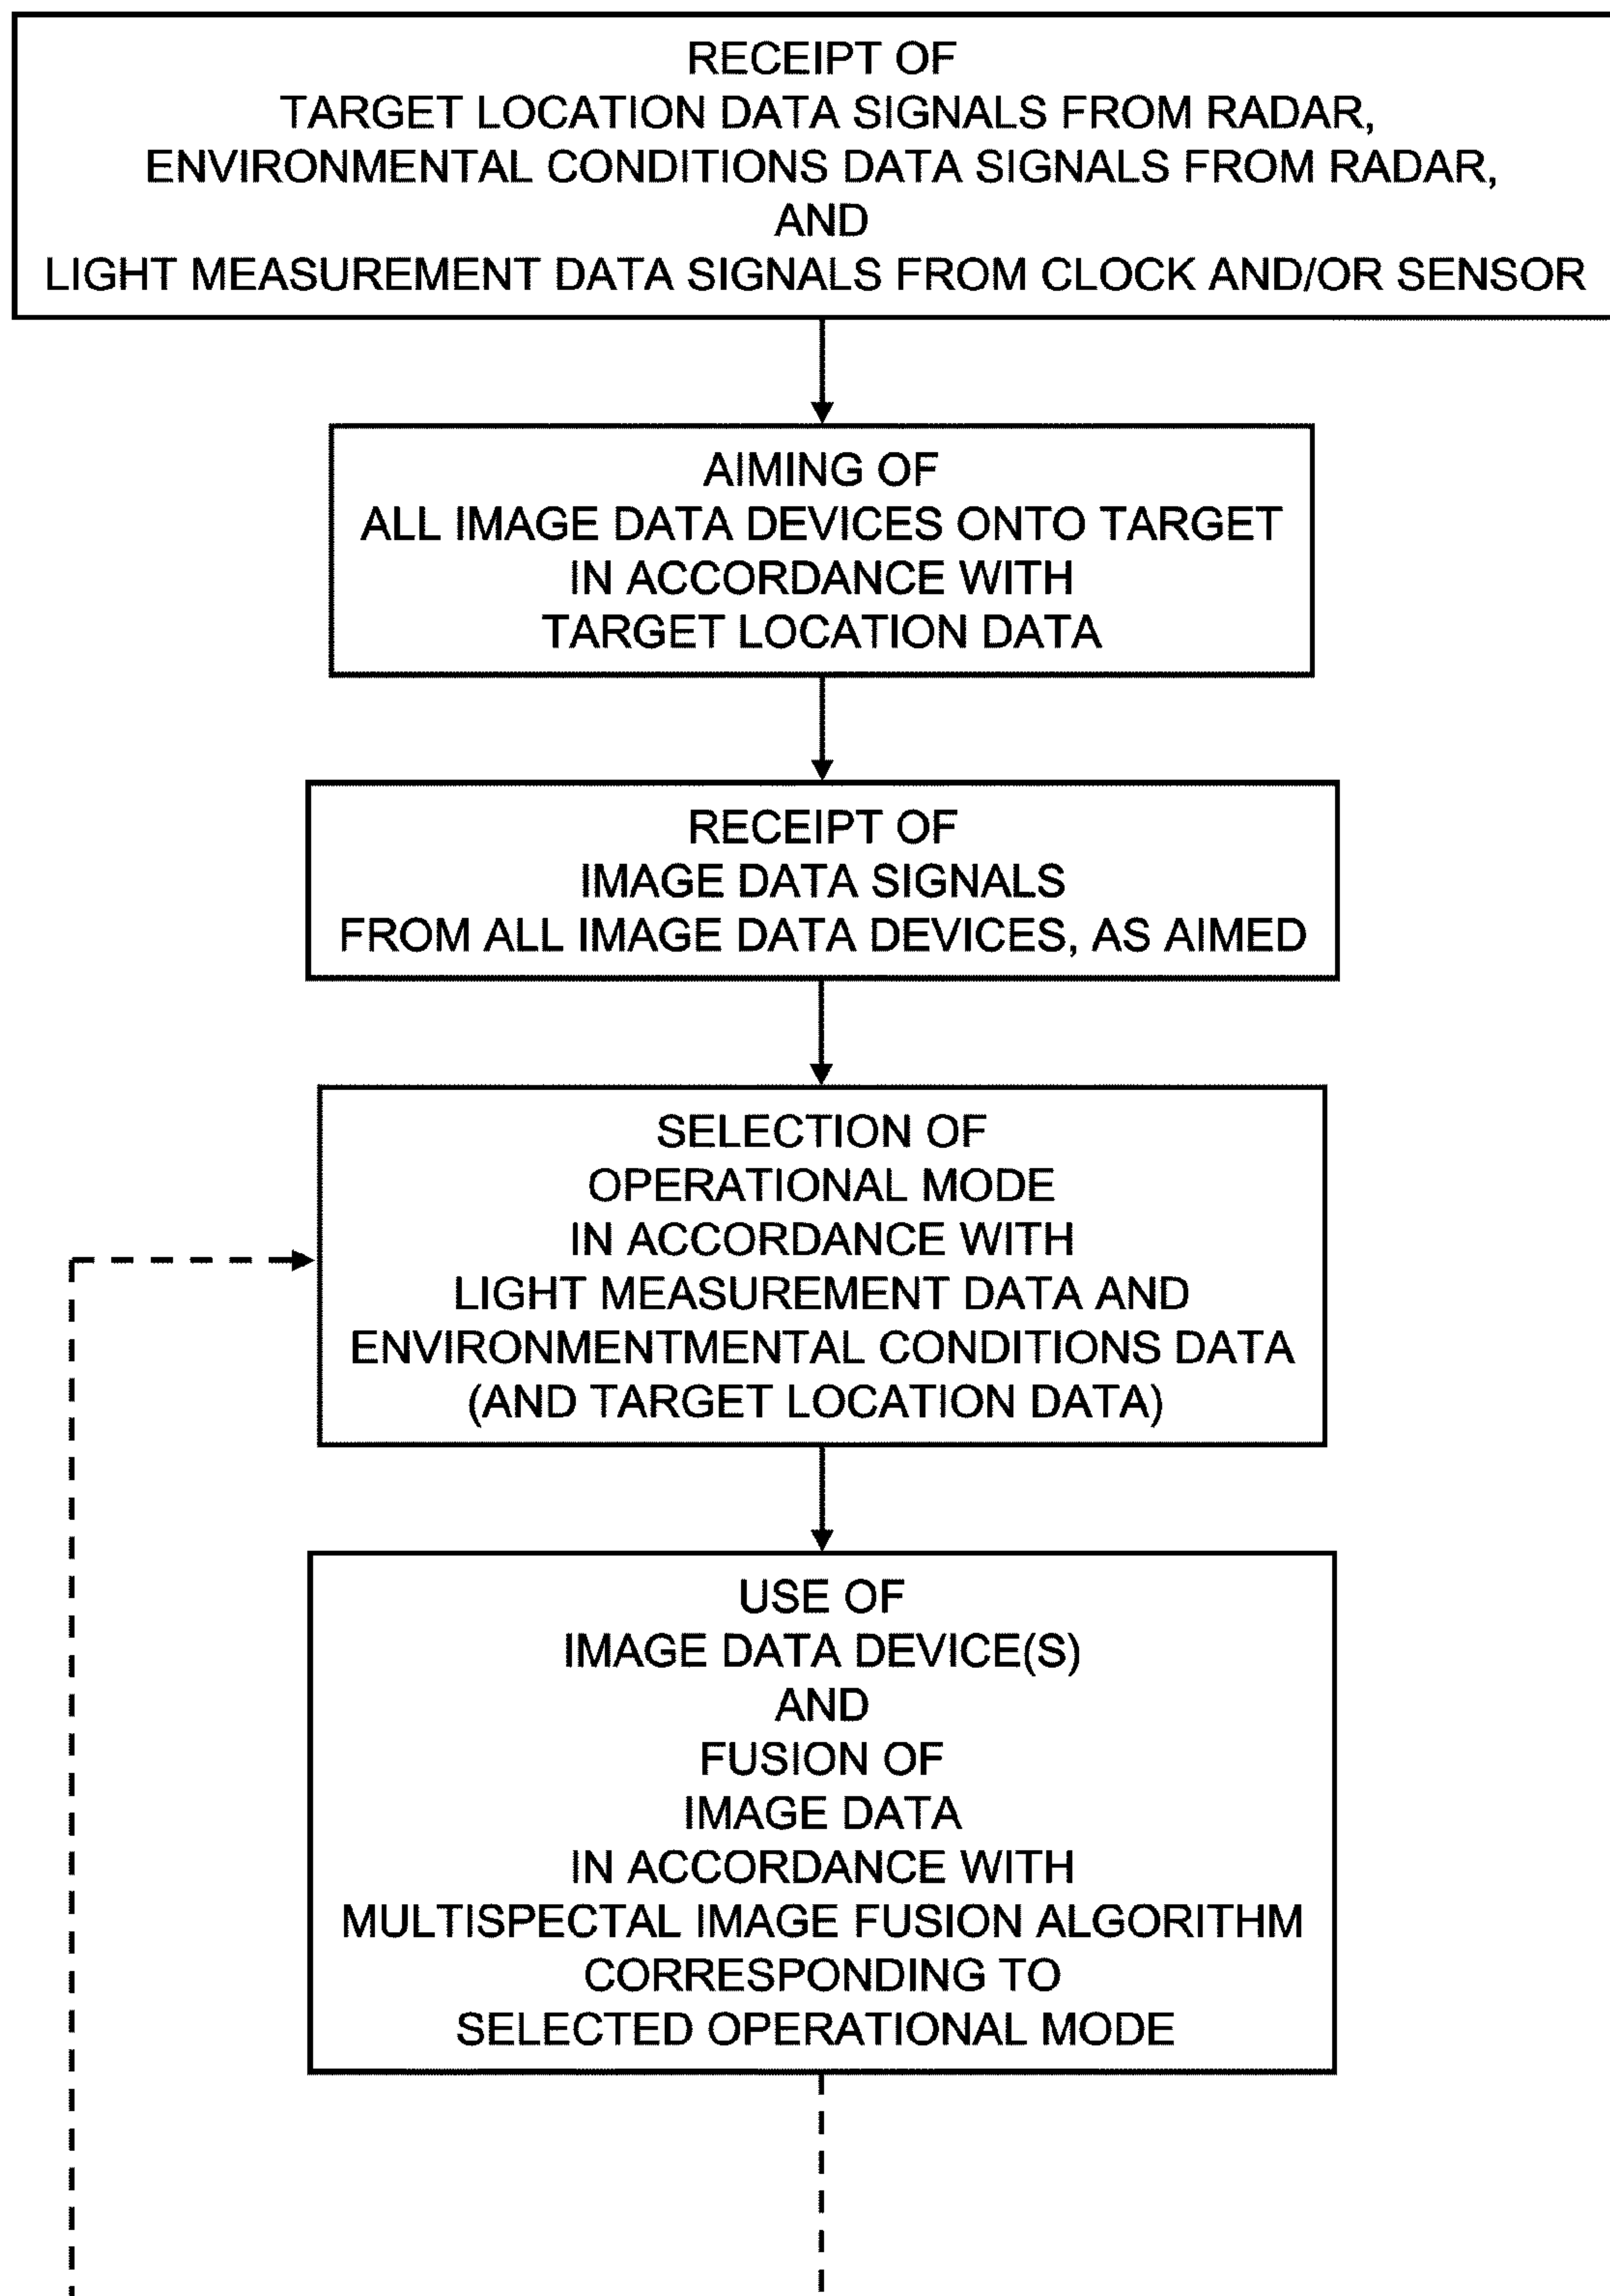 RECEIPT OF
TARGET LOCATION DATA SIGNALS FROM RADAR,
ENVIRONMENTAL CONDITIONS DATA SIGNALS FROM RADAR,
AND
LIGHT MEASUREMENT DATA SIGNALS FROM CLOCK AND/OR SENSOR
AIMING OF
ALL IMAGE DATA DEVICES ONTO TARGET
IN ACCORDANCE WITH
TARGET LOCATION DATA
RECEIPT OF
IMAGE DATA SIGNALS
FROM ALL IMAGE DATA DEVICES, AS AIMED
SELECTION OF
OPERATIONAL MODE
IN ACCORDANCE WITH
LIGHT MEASUREMENT DATA AND
ENVIRONMENTMENTAL CONDITIONS DATA
(AND TARGET LOCATION DATA)
USE OF
IMAGE DATA DEVICE(S)
AND
FUSION OF
IMAGE DATA
IN ACCORDANCE WITH
MULTISPECTAL IMAGE FUSION ALGORITHM
CORRESPONDING TO
SELECTED OPERATIONAL MODE